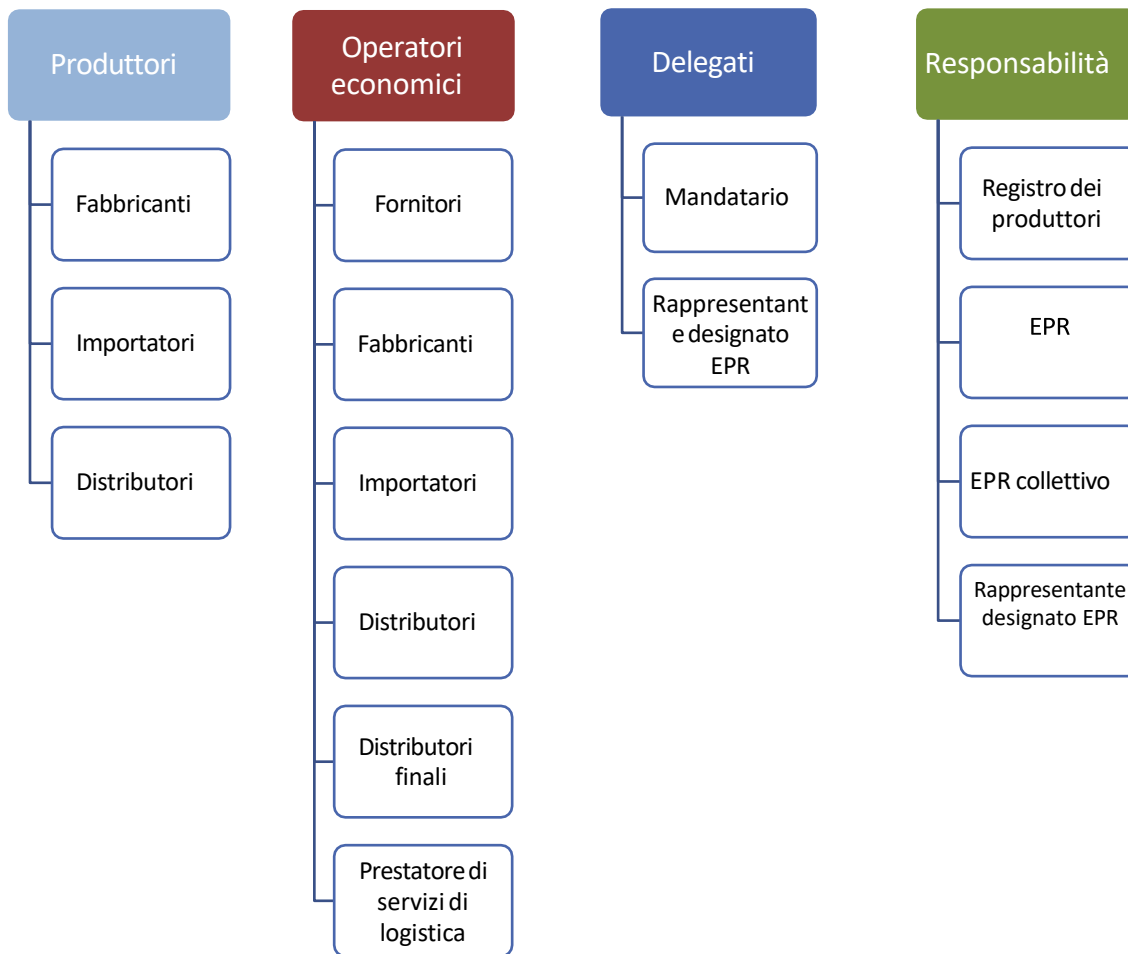 Produttori
Fabbricanti
Importatori
Distributori
Operatori
economici
Fornitori
Fabbricanti
Importatori
Distributori
Distributori
finali
Prestatore di
servizi di
logistica
Delegati
Mandatario
Rappresentant
e designato
EPR
Responsabilità
Registro dei
produttori
EPR
EPR collettivo
Rappresentante
designato EPR